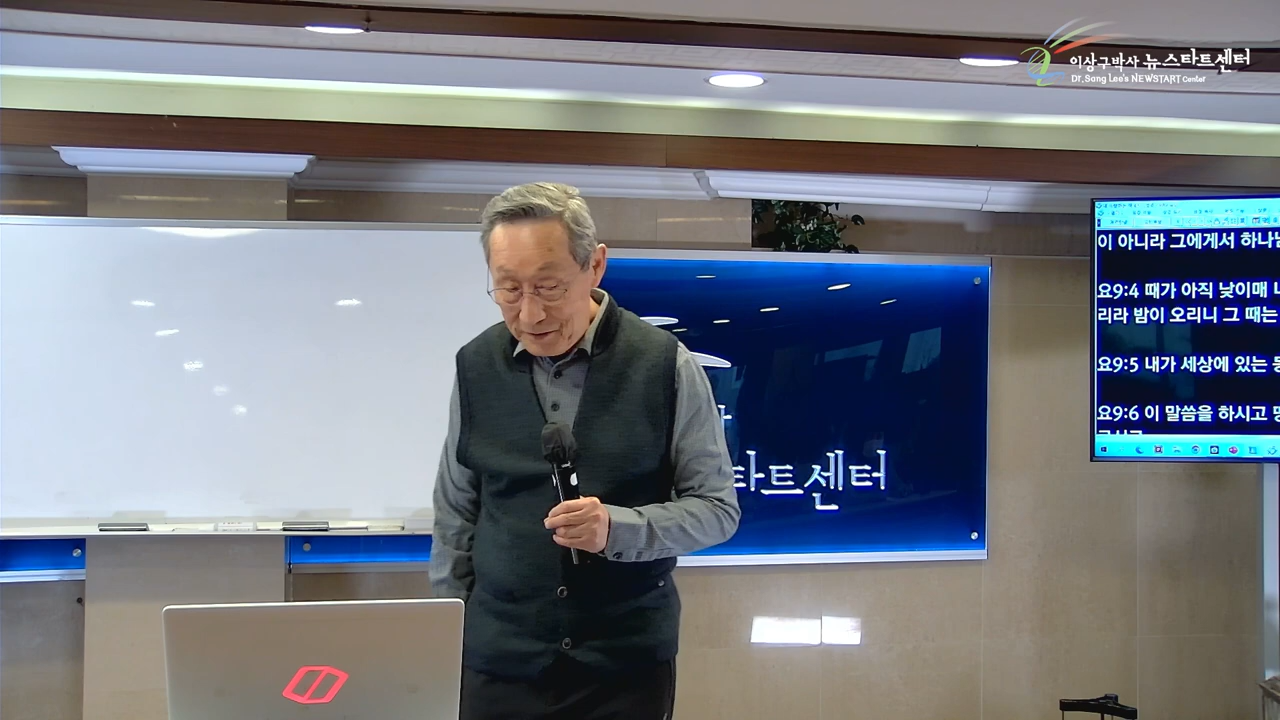 이상구박사 뉴스타트센터
Dr. Sang Lee's NEWSTART Center
이 아니라 그에게서 하나님
요9:4 때가 아직 낮이매
리라 밤이 오리니 그 때는
요9:5 내가 세상에 있는
요9:6 이 말씀을 하시고
타트센터